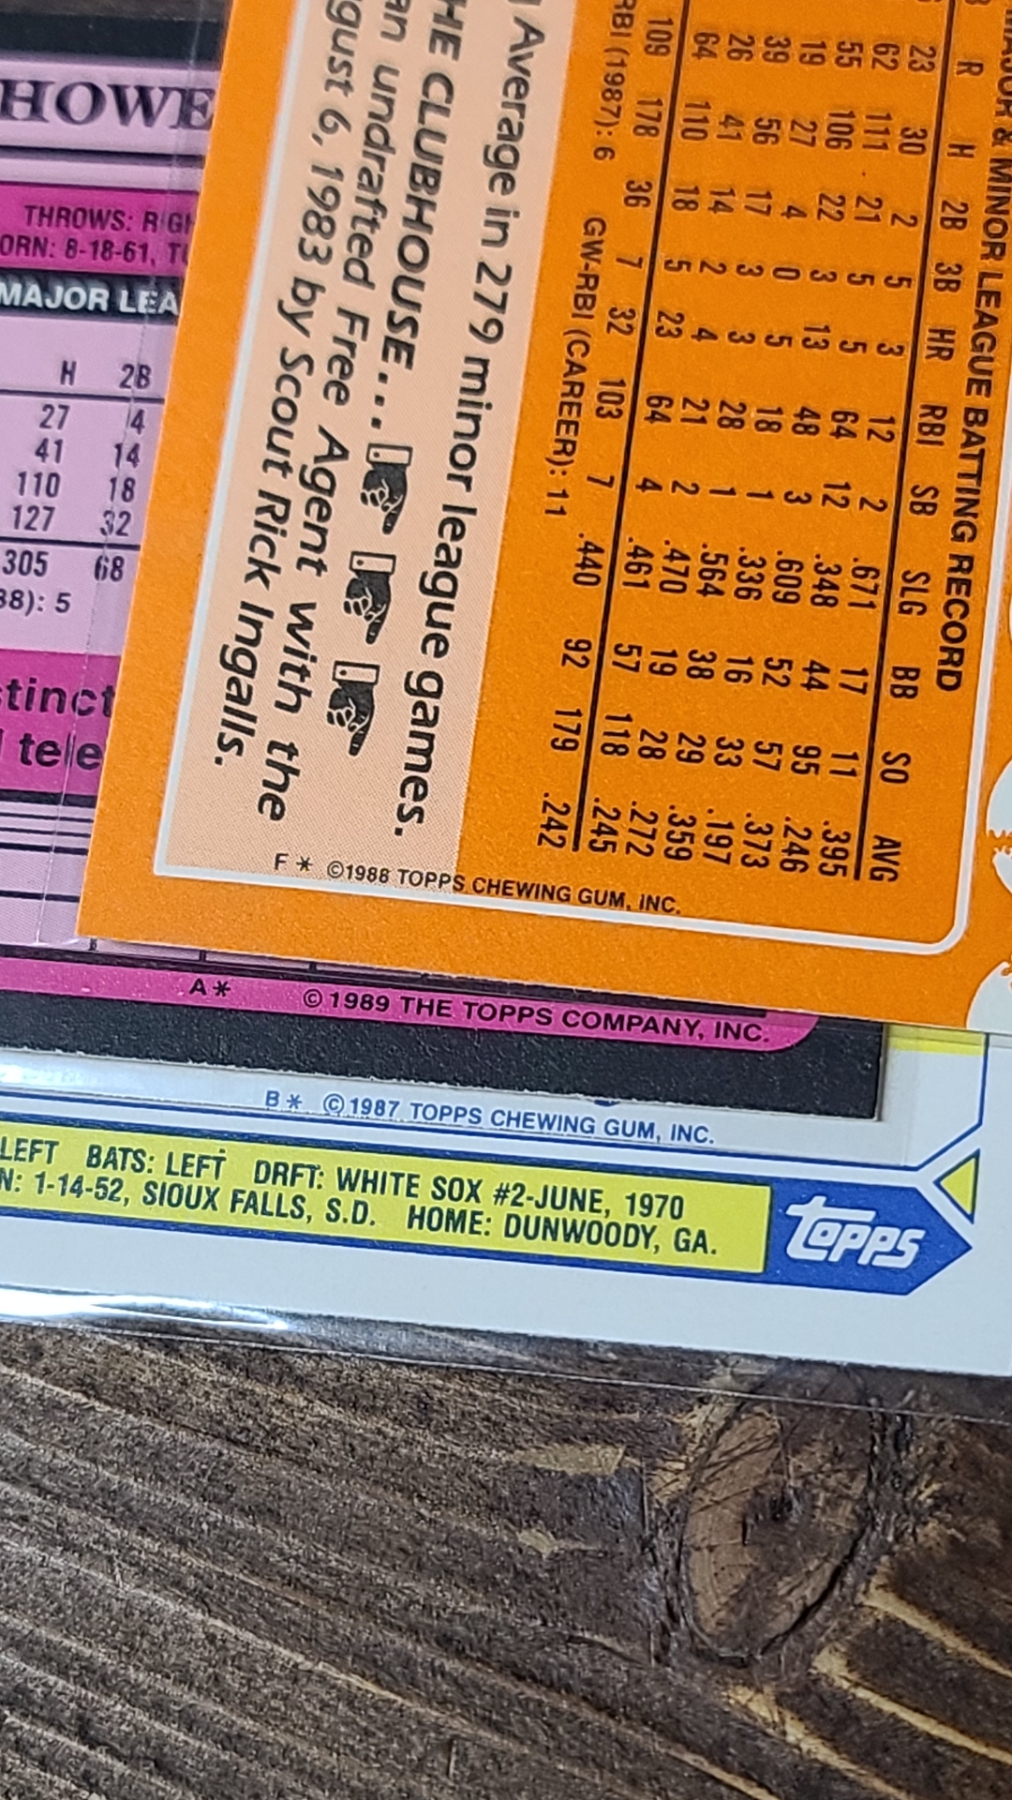 HOWE
THROWS: RIGH
ORN: 8-18-61, T
MAJOR LEA
H 2B
27 4
41 14
110 18
127 32
305 68
88): 5
tinct
tele
A* © 1989 THE TOPPS COMPANY, INC.
MAJOR & MINOR LEAGUE BATTING RECORD
R H 2B 3B HR RBI SB SLG BB SO AVG
23 30 2 5 3 12 2 .671 17 11 .395
62 111 21 5 5 64 12 .348 44 95 .246
55 106 22 3 13 48 3 .609 52 57 .373
19 27 4 0 5 18 1 .336 16 33 .197
39 56 17 3 3 28 1 .564 38 29 .359
26 41 14 2 4 21 2 .470 19 28 .272
64 110 18 5 23 64 4 .461 57 118 .245
109 178 36 7 32 103 7 .440 92 179 .242
RBI (1987): 6 GW-RBI (CAREER): 11
Average in 279 minor league games.
HE CLUBHOUSE...
an undrafted Free Agent with the
gust 6, 1983 by Scout Rick Ingalls.
F* ©1988 TOPPS CHEWING GUM, INC.
B* © 1987 TOPPS CHEWING GUM, INC.
LEFT BATS: LEFT DRFT: WHITE SOX #2-JUNE, 1970
N: 1-14-52, SIOUX FALLS, S.D. HOME: DUNWOODY, GA.
TOPPS